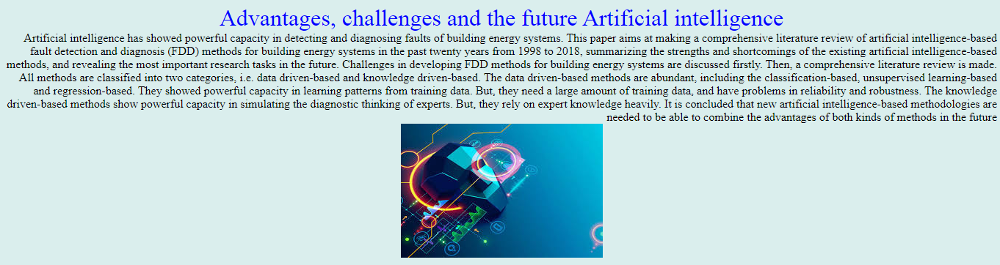 Advantages, challenges and the future Artificial intelligence
Artificial intelligence has showed powerful capacity in detecting and diagnosing faults of building energy systems. This paper aims at making a comprehensive literature review of artificial intelligence-based
fault detection and diagnosis (FDD) methods for building energy systems in the past twenty years from 1998 to 2018, summarizing the strengths and shortcomings of the existing artificial intelligence-based
methods, and revealing the most important research tasks in the future. Challenges in developing FDD methods for building energy systems are discussed firstly. Then, a comprehensive literature review is made.
All methods are classified into two categories, i.e. data driven-based and knowledge driven-based. The data driven-based methods are abundant, including the classification-based, unsupervised learning-based
and regression-based. They showed powerful capacity in learning patterns from training data. But, they need a large amount of training data, and have problems in reliability and robustness. The knowledge
driven-based methods show powerful capacity in simulating the diagnostic thinking of experts. But, they rely on expert knowledge heavily. It is concluded that new artificial intelligence-based methodologies are
needed to be able to combine the advantages of both kinds of methods in the future